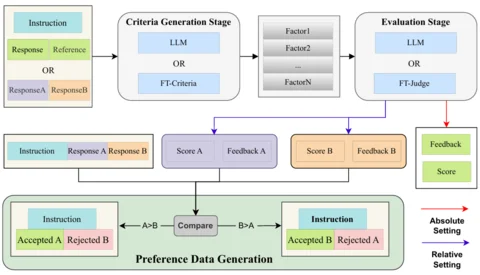 Instruction
Response Reference
OR
ResponseA ResponseB
Criteria Generation Stage
LLM
OR
FT-Criteria
Factor1
Factor2
...
FactorN
Evaluation Stage
LLM
OR
FT-Judge
Instruction Response A Response B
Score A Feedback A
Score B Feedback B
Feedback
Score
Instruction
Accepted A Rejected B
A>B
Compare
B>A
Instruction
Accepted B Rejected A
Preference Data Generation
Absolute
Setting
Relative
Setting